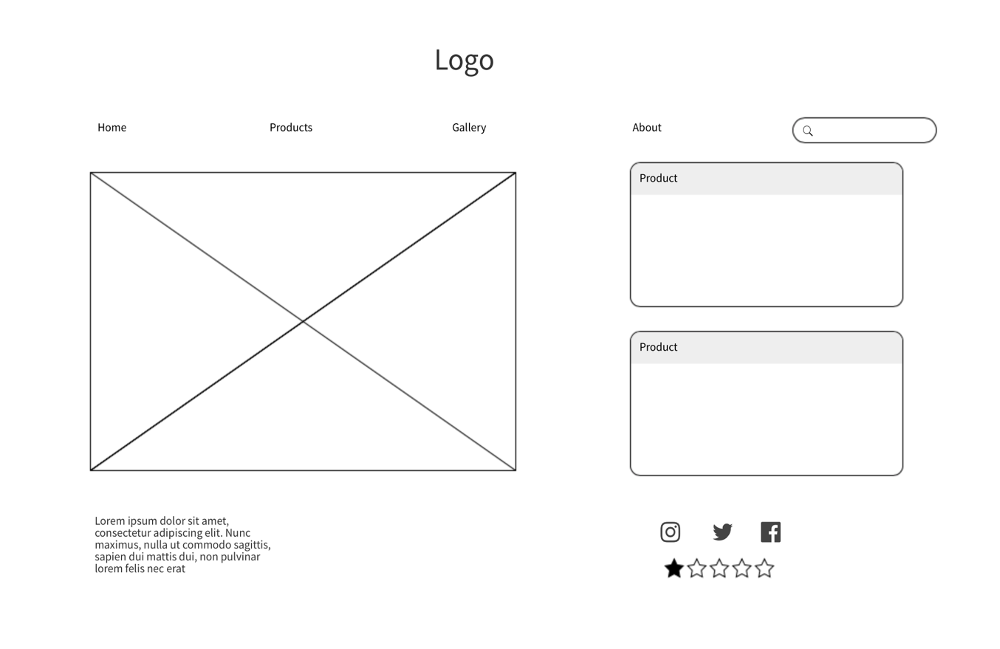 Logo
Home
Products
Gallery
About
Product
Product
Lorem ipsum dolor sit amet,
consectetur adipiscing elit. Nunc
maximus, nulla ut commodo sagittis,
sapien dui mattis dui, non pulvinar
lorem felis nec erat